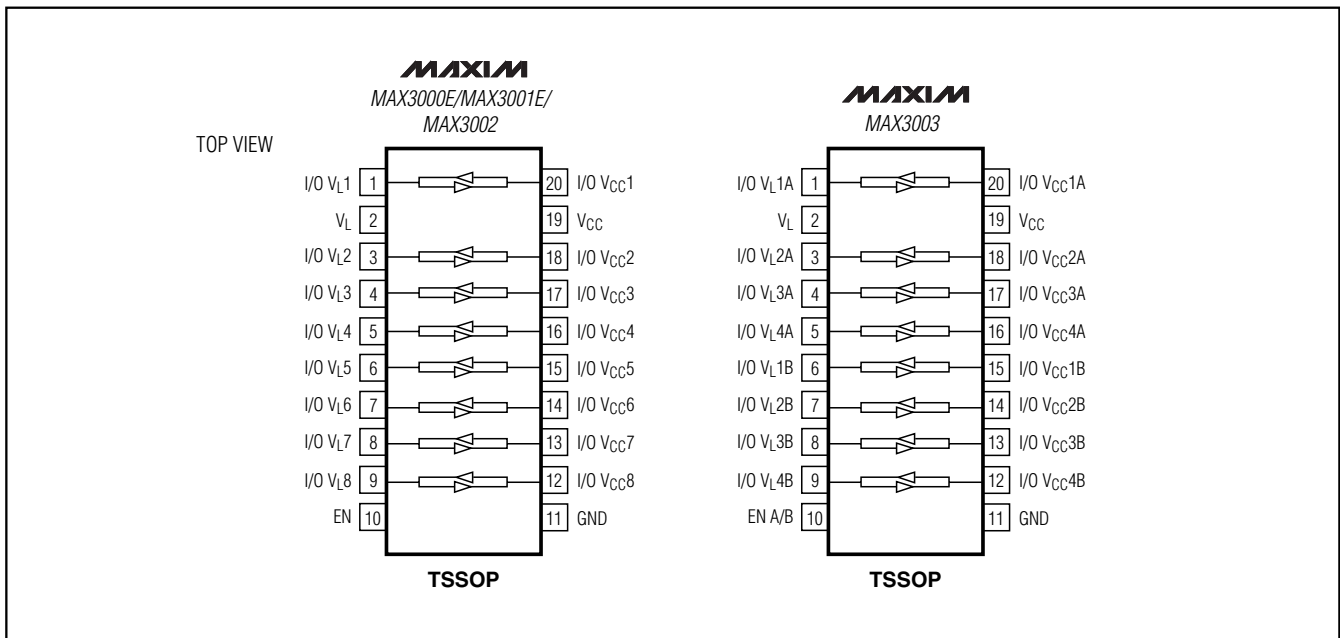 MAXIM
MAX3000E/MAX3001E/
MAX3002
TOP VIEW
I/O VL1 1 20 I/O VCC1
VL 2 19 VCC
I/O VL2 3 18 I/O VCC2
I/O VL3 4 17 I/O VCC3
I/O VL4 5 16 I/O VCC4
I/O VL5 6 15 I/O VCC5
I/O VL6 7 14 I/O VCC6
I/O VL7 8 13 I/O VCC7
I/O VL8 9 12 I/O VCC8
EN 10 11 GND
TSSOP
MAXIM
MAX3003
I/O VL1A 1 20 I/O VCC1A
VL 2 19 VCC
I/O VL2A 3 18 I/O VCC2A
I/O VL3A 4 17 I/O VCC3A
I/O VL4A 5 16 I/O VCC4A
I/O VL1B 6 15 I/O VCC1B
I/O VL2B 7 14 I/O VCC2B
I/O VL3B 8 13 I/O VCC3B
I/O VL4B 9 12 I/O VCC4B
EN A/B 10 11 GND
TSSOP